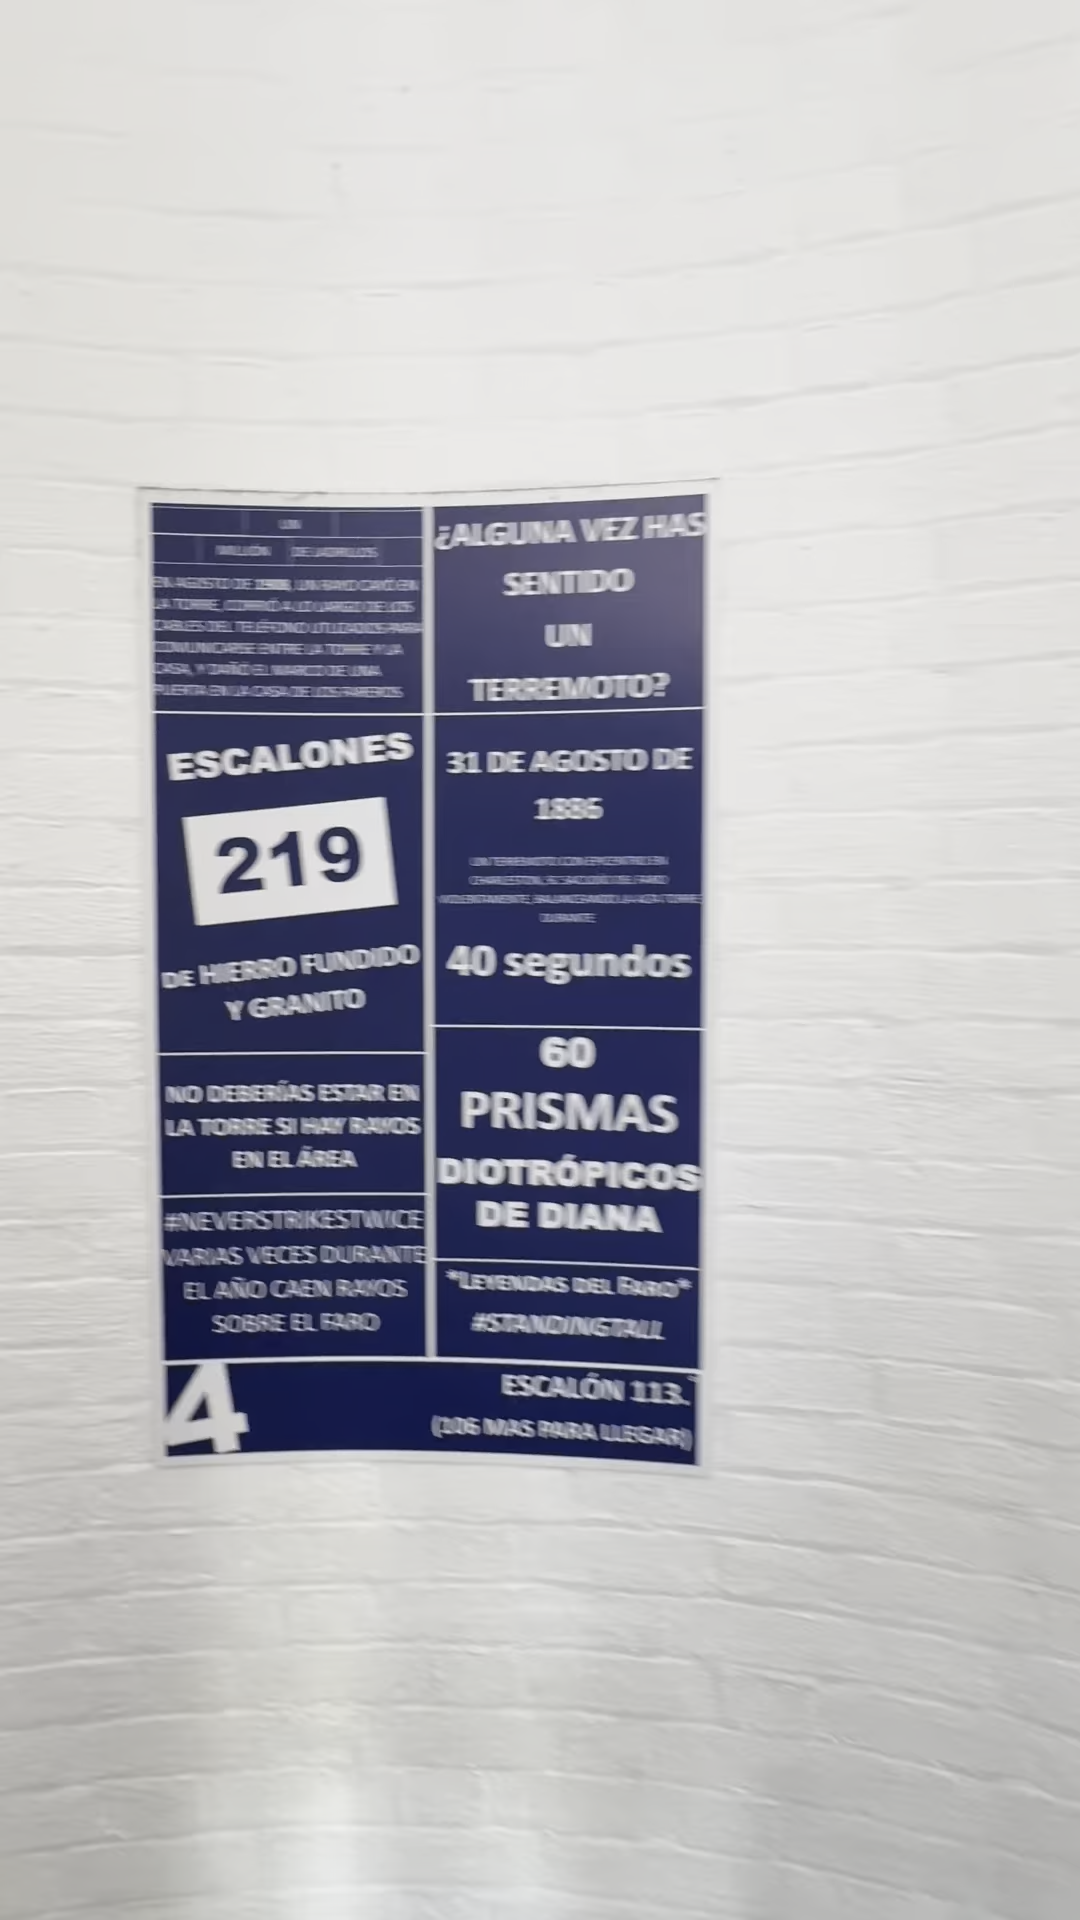 UN
MILLÓN DE LADRILLOS
EN AGOSTO DE UN RAYO CAYÓ EN
LA TORRE, CORRIÓ A LO LARGO DE LOS
CABLES DEL TELÉFONO UTILIZADOS PARA
COMUNICARSE ENTRE LA TORRE Y LA
CASA, Y DAÑÓ EL MARCO DE UNA
PUERTA EN LA CASA DE LOS FAREROS
ESCALONES
219
DE HIERRO FUNDIDO
Y GRANITO
NO DEBERÍAS ESTAR EN
LA TORRE SI HAY RAYOS
EN EL ÁREA
#NEVERSTRIKESTWICE
VARIAS VECES DURANTE
EL AÑO CAEN RAYOS
SOBRE EL FARO
¿ALGUNA VEZ HAS
SENTIDO
UN
TERREMOTO?
31 DE AGOSTO DE
1886
UN TERREMOTO CON EPICENTRO EN
CHARLESTON, SC SACUDIÓ DEL FARO
VIOLENTAMENTE, BALANCEANDO LA ALTA TORRE
DURANTE
40 segundos
60
PRISMAS
DIOTRÓPICOS
DE DIANA
*LEYENDAS DEL FARO*
#STANDINGTALL
4
ESCALÓN 113.
(106 MAS PARA LLEGAR)